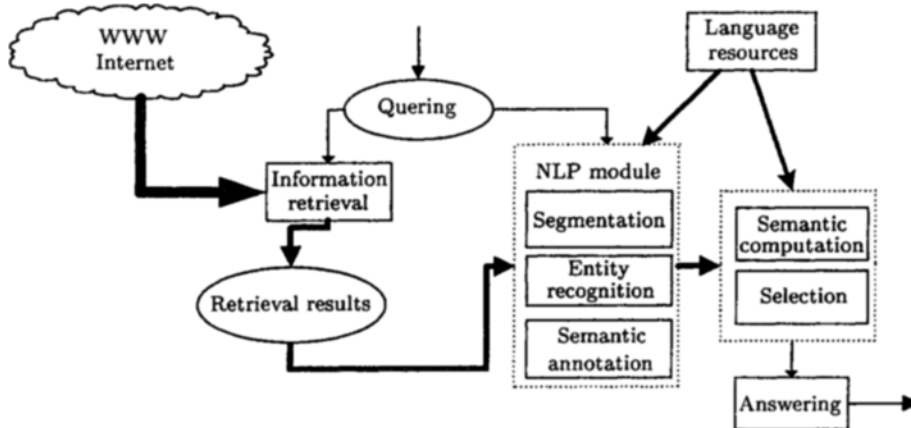 WWW
Internet
Language
resources
Quering
NLP module
Information
retrieval
Segmentation
Semantic
computation
Entity
recognition
Retrieval results
Selection
Semantic
annotation
Answering